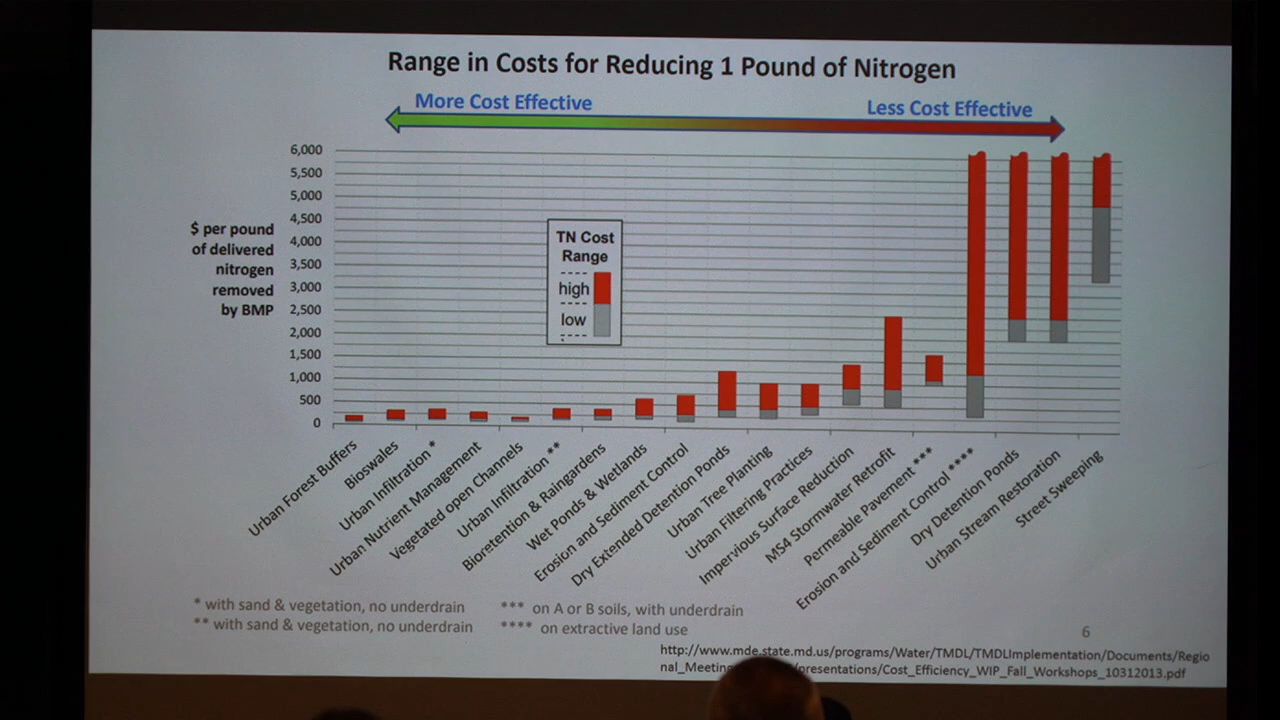 Range in Costs for Reducing 1 Pound of Nitrogen
More Cost Effective
Less Cost Effective
$ per pound
of delivered
nitrogen
removed
by BMP
6,000
5,500
5,000
4,500
4,000
3,500
3,000
2,500
2,000
1,500
1,000
500
0
TN Cost
Range
high
low
Urban Forest Buffers
Bioswales
Urban Infiltration *
Urban Nutrient Management
Vegetated open Channels
Urban Infiltration **
Bioretention & Raingardens
Wet Ponds & Wetlands
Erosion and Sediment Control
Dry Extended Detention Ponds
Urban Tree Planting
Urban Filtering Practices
Impervious Surface Reduction
MS4 Stormwater Retrofit
Permeable Pavement ***
Erosion and Sediment Control ****
Dry Detention Ponds
Urban Stream Restoration
Street Sweeping
* with sand & vegetation, no underdrain
** with sand & vegetation, no underdrain
*** on A or B soils, with underdrain
**** on extractive land use
6
http://www.mde.state.md.us/programs/Water/TMDL/TMDLImplementation/Documents/Regio
nal_Meetin presentations/Cost_Efficiency_WIP_Fall_Workshops_10312013.pdf